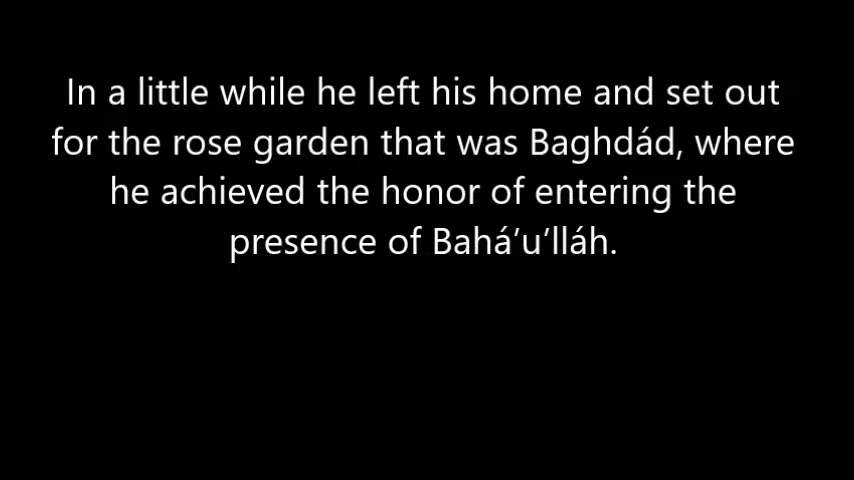 In a little while he left his home and set out
for the rose garden that was Baghdád, where
he achieved the honor of entering the
presence of Bahá’u’lláh.